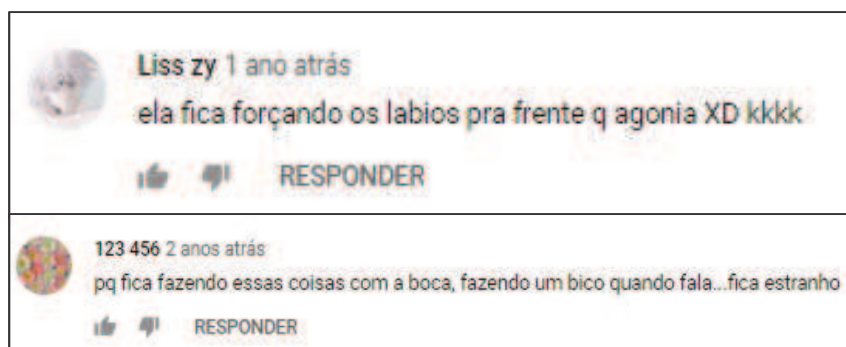 Liss zy 1 ano atrás
ela fica forçando os labios pra frente q agonia XD kkkk
RESPONDER
123 456 2 anos atrás
pq fica fazendo essas coisas com a boca, fazendo um bico quando fala...fica estranho
RESPONDER